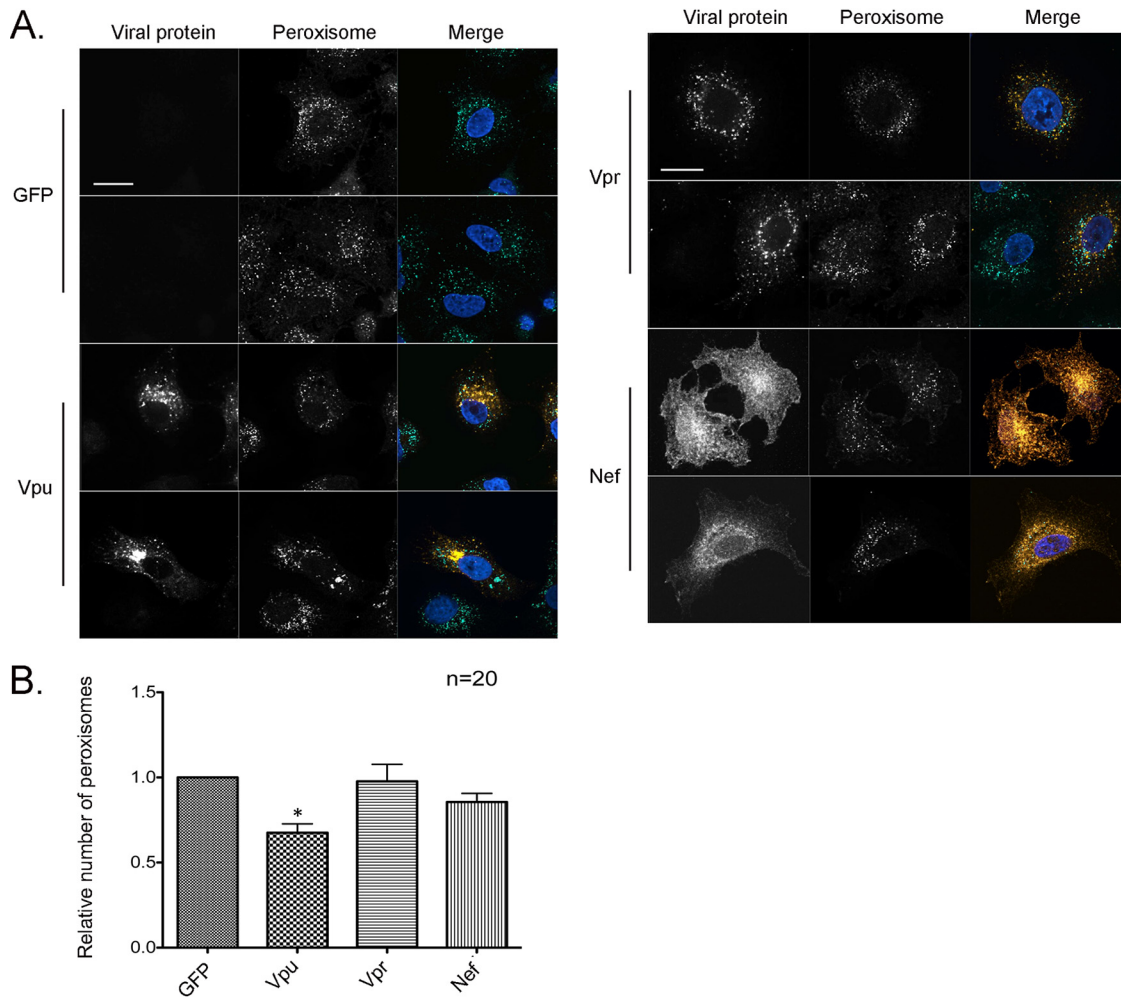 A.
Viral protein Peroxisome Merge
GFP
Vpu
Viral protein Peroxisome Merge
Vpr
Nef
B.
n=20
Relative number of peroxisomes
1.5
1.0
*
0.5
0.0
GFP Vpu Vpr Nef